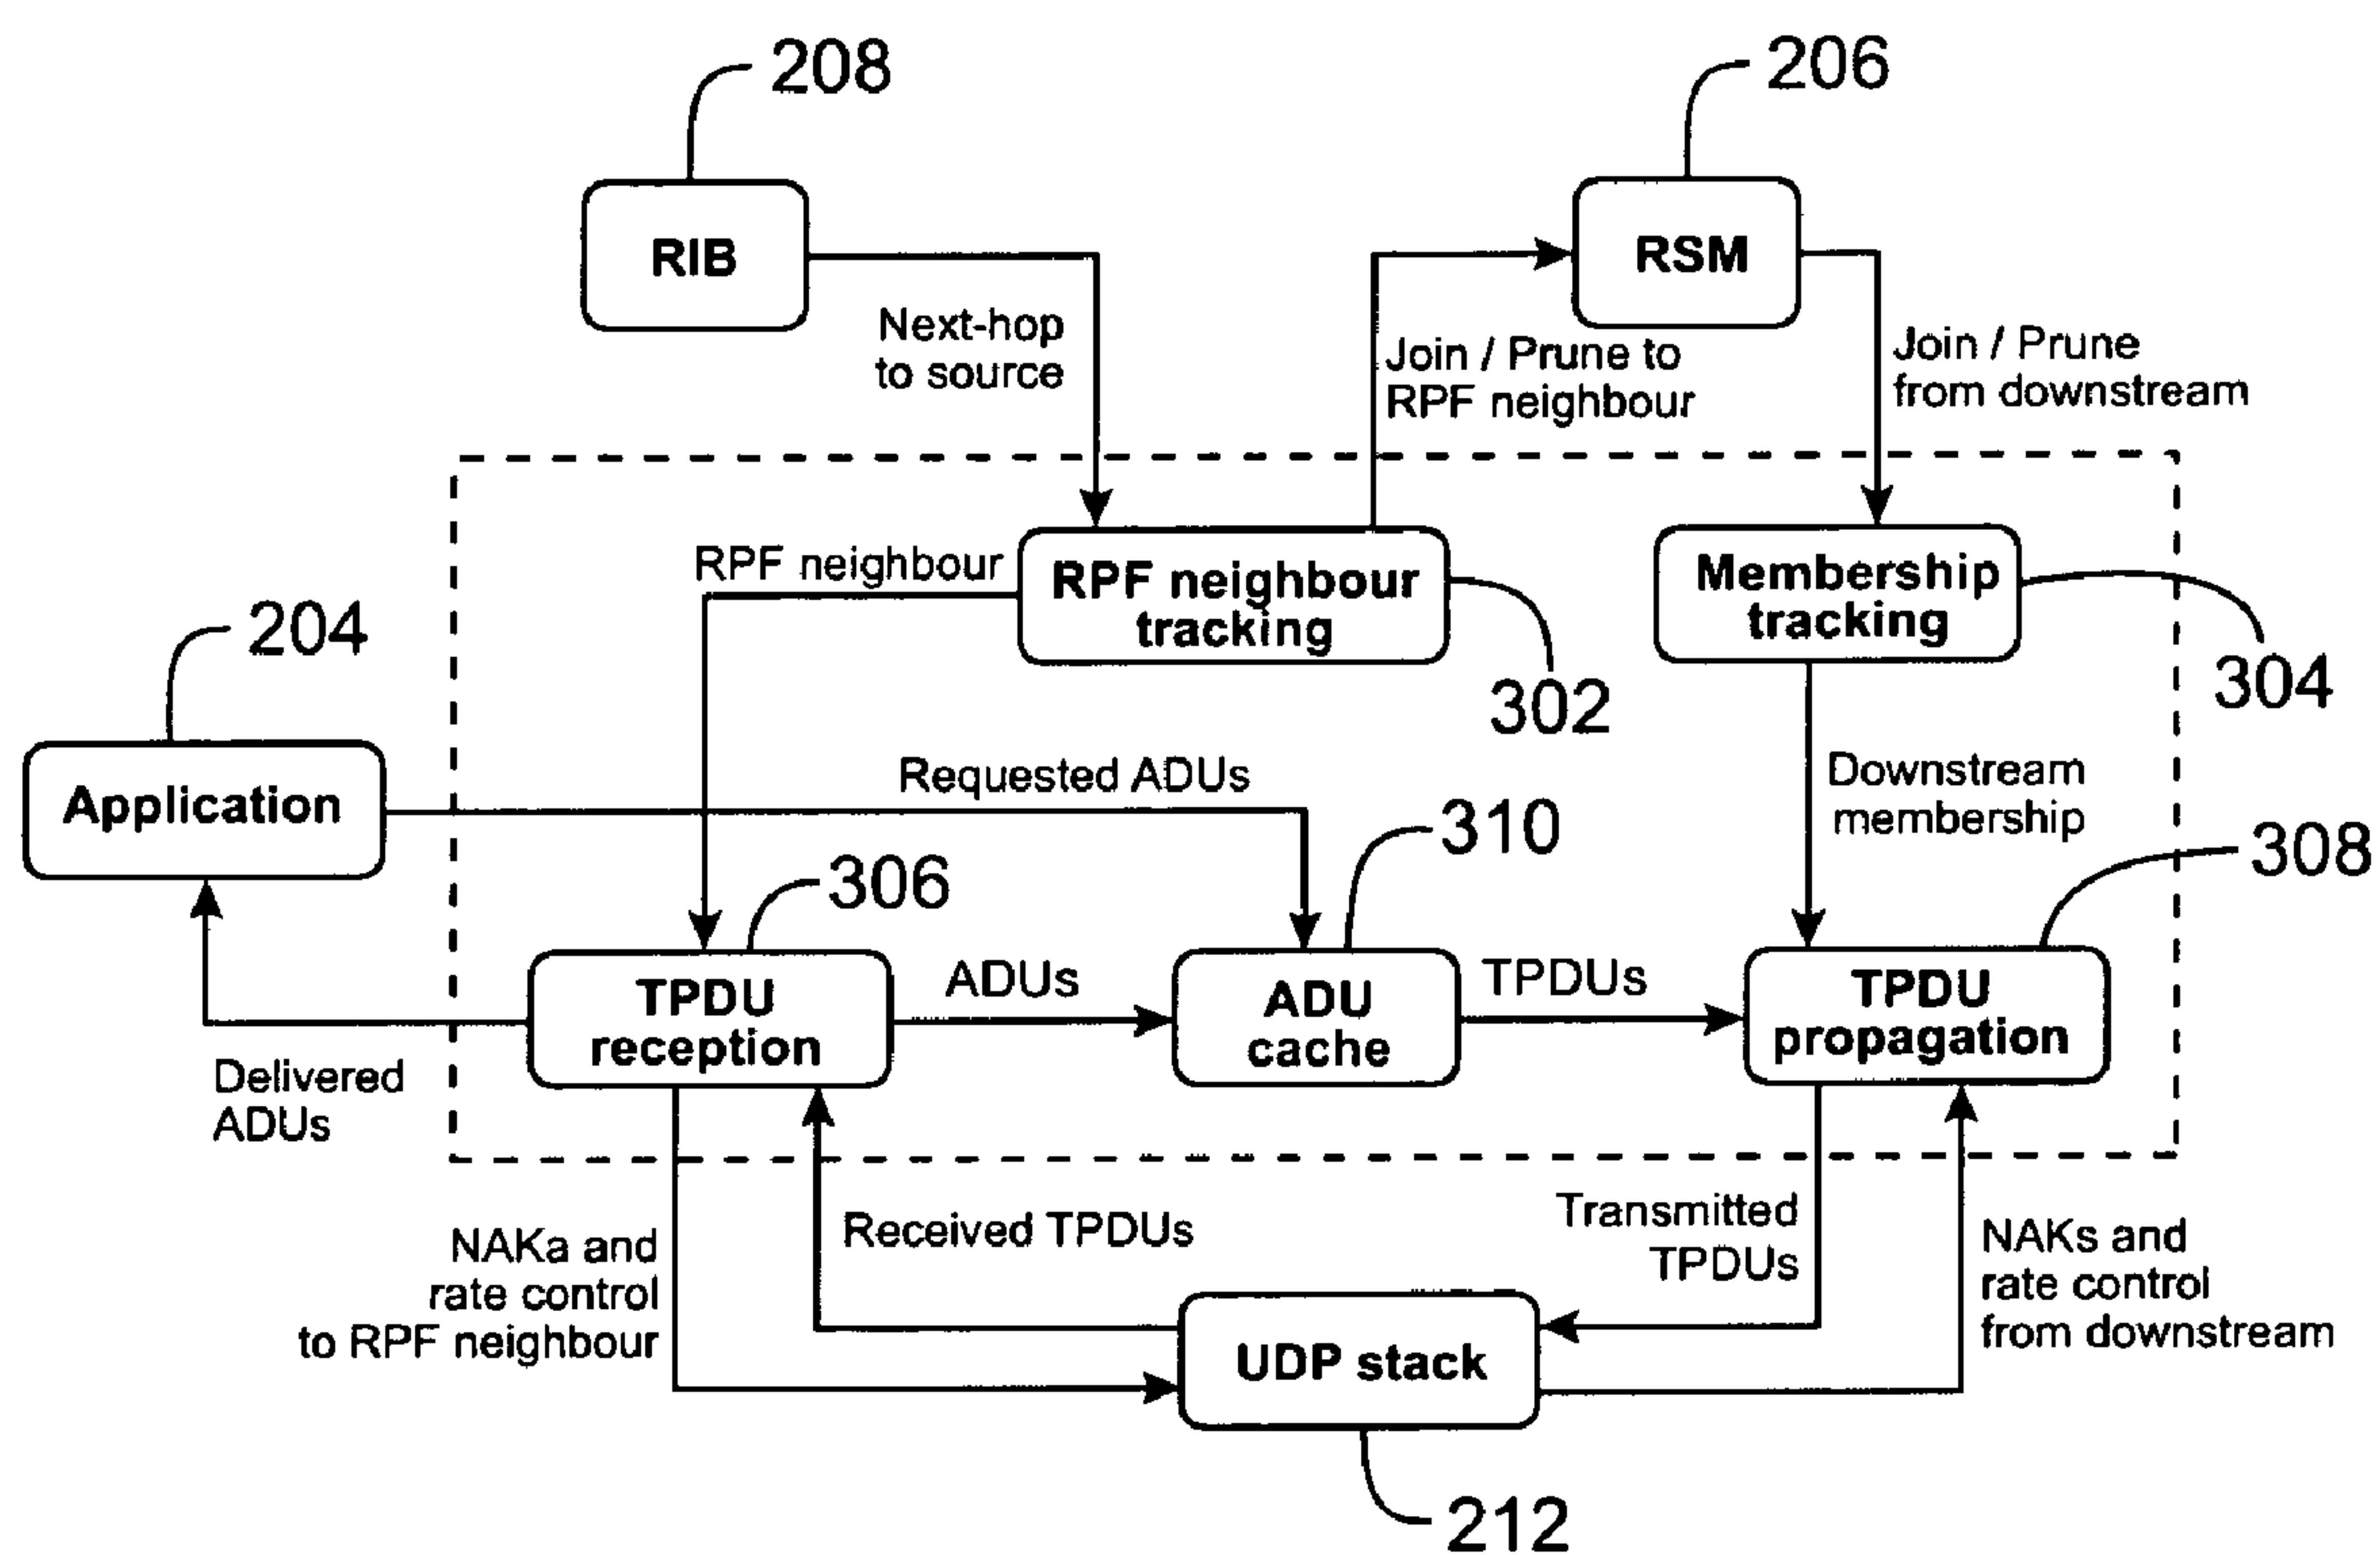 208
206
RIB
RSM
Next-hop
to source
Join / Prune to
RPF neighbour
Join / Prune
from downstream
RPF neighbour
RPF neighbour
tracking
Membership
tracking
204
302
304
Application
Requested ADUs
Downstream
membership
310
308
306
TPDU
reception
ADUs
ADU
cache
TPDUs
TPDU
propagation
Delivered
ADUs
NAKa and
rate control
to RPF neighbour
Received TPDUs
Transmitted
TPDUs
NAKs and
rate control
from downstream
UDP stack
212